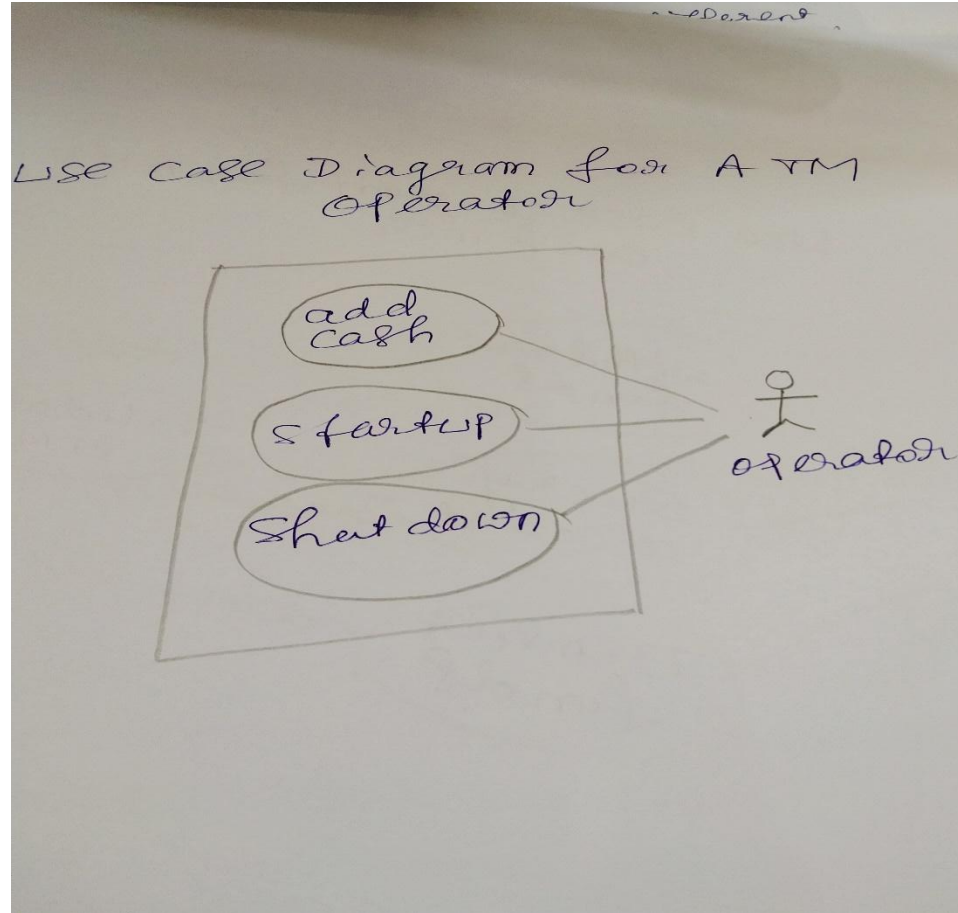 Use Case Diagram for ATM
Operator
add
cash
startup
operator
Shut down